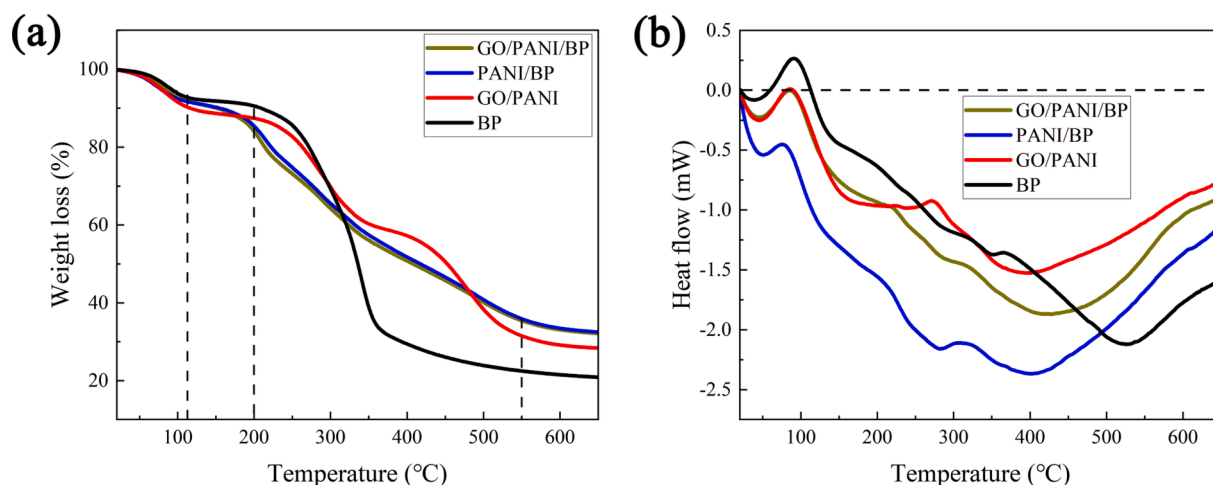 (a)
Weight loss (%)
100
80
60
40
20
GO/PANI/BP
PANI/BP
GO/PANI
BP
100 200 300 400 500 600
Temperature (℃)
(b)
Heat flow (mW)
0.5
0.0
-0.5
-1.0
-1.5
-2.0
-2.5
GO/PANI/BP
PANI/BP
GO/PANI
BP
100 200 300 400 500 600
Temperature (℃)